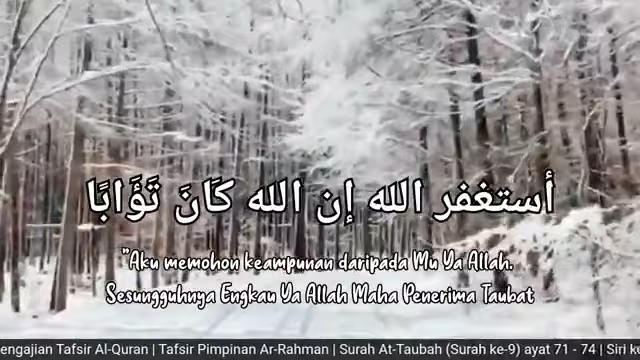 أستغفر الله إن الله كَانَ تَؤَابًا
"Aku memohon keampunan daripada Mu Ya Allah.
Sesungguhnya Engkau Ya Allah Maha Penerima Taubat
engajian Tafsir Al-Quran | Tafsir Pimpinan Ar-Rahman | Surah At-Taubah (Surah ke-9) ayat 71 - 74 | Siri k